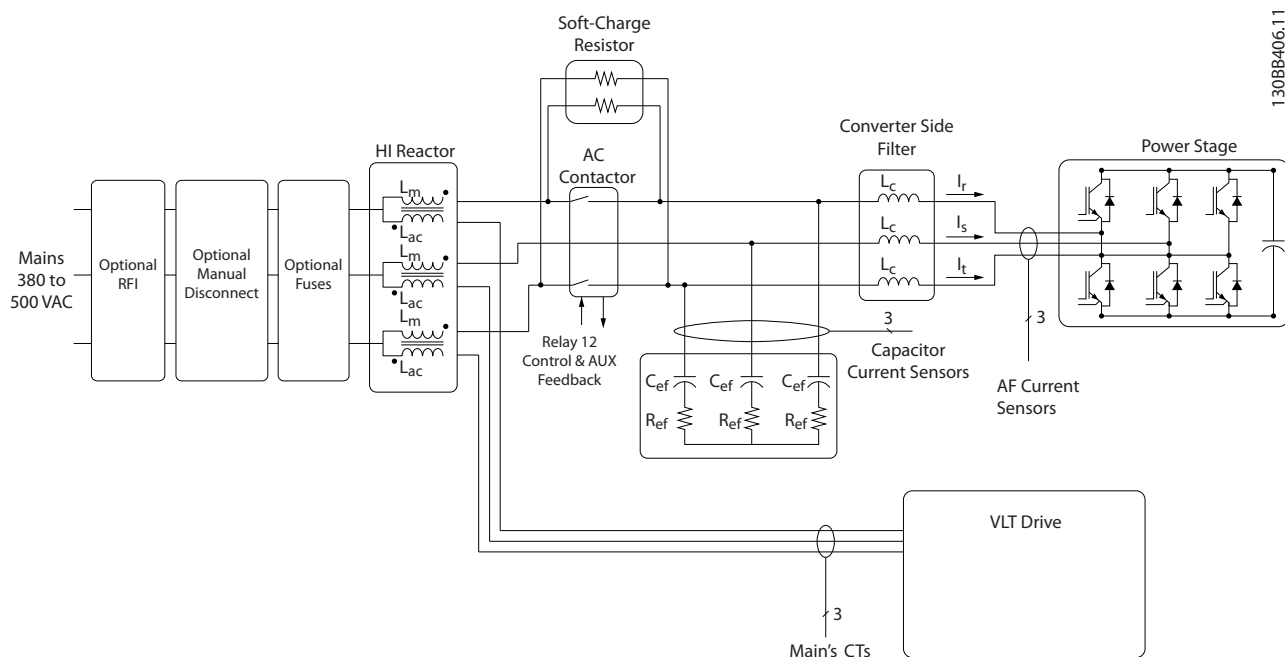 130BB406.11
Soft-Charge
Resistor
HI Reactor
AC
Contactor
Converter Side
Filter
Power Stage
Mains
380 to
500 VAC
Optional
RFI
Optional
Manual
Disconnect
Optional
Fuses
Lm
Lac
Lm
Lac
Lm
Lac
Lc
Lc
Lc
Ir
Is
It
Relay 12
Control & AUX
Feedback
3
Capacitor
Current Sensors
3
AF Current
Sensors
Cef
Cef
Cef
Ref
Ref
Ref
VLT Drive
3
Main's CTs